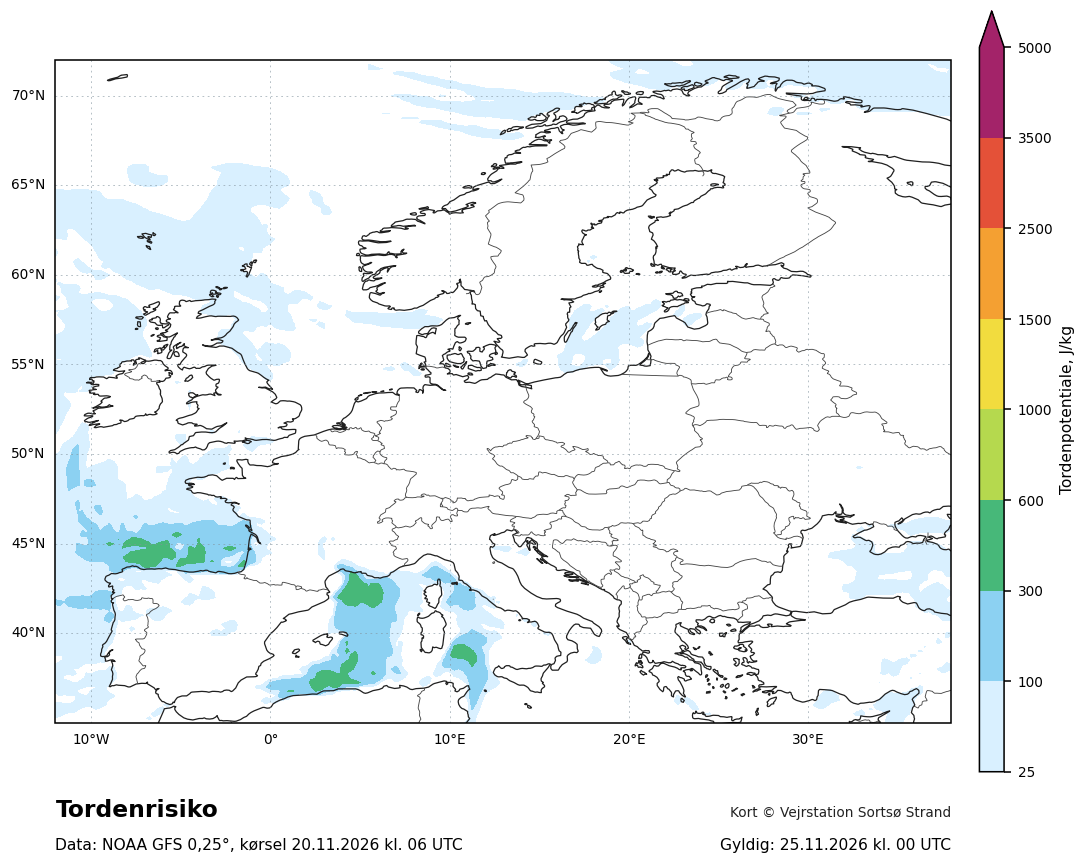 70°N
65°N
60°N
55°N
50°N
45°N
40°N
10°W
0°
10°E
20°E
30°E
5000
3500
2500
1500
1000
600
300
100
25
Tordenpotentiale, J/kg
Tordenrisiko
Kort © Vejrstation Sortsø Strand
Data: NOAA GFS 0,25°, kørsel 20.11.2026 kl. 06 UTC
Gyldig: 25.11.2026 kl. 00 UTC